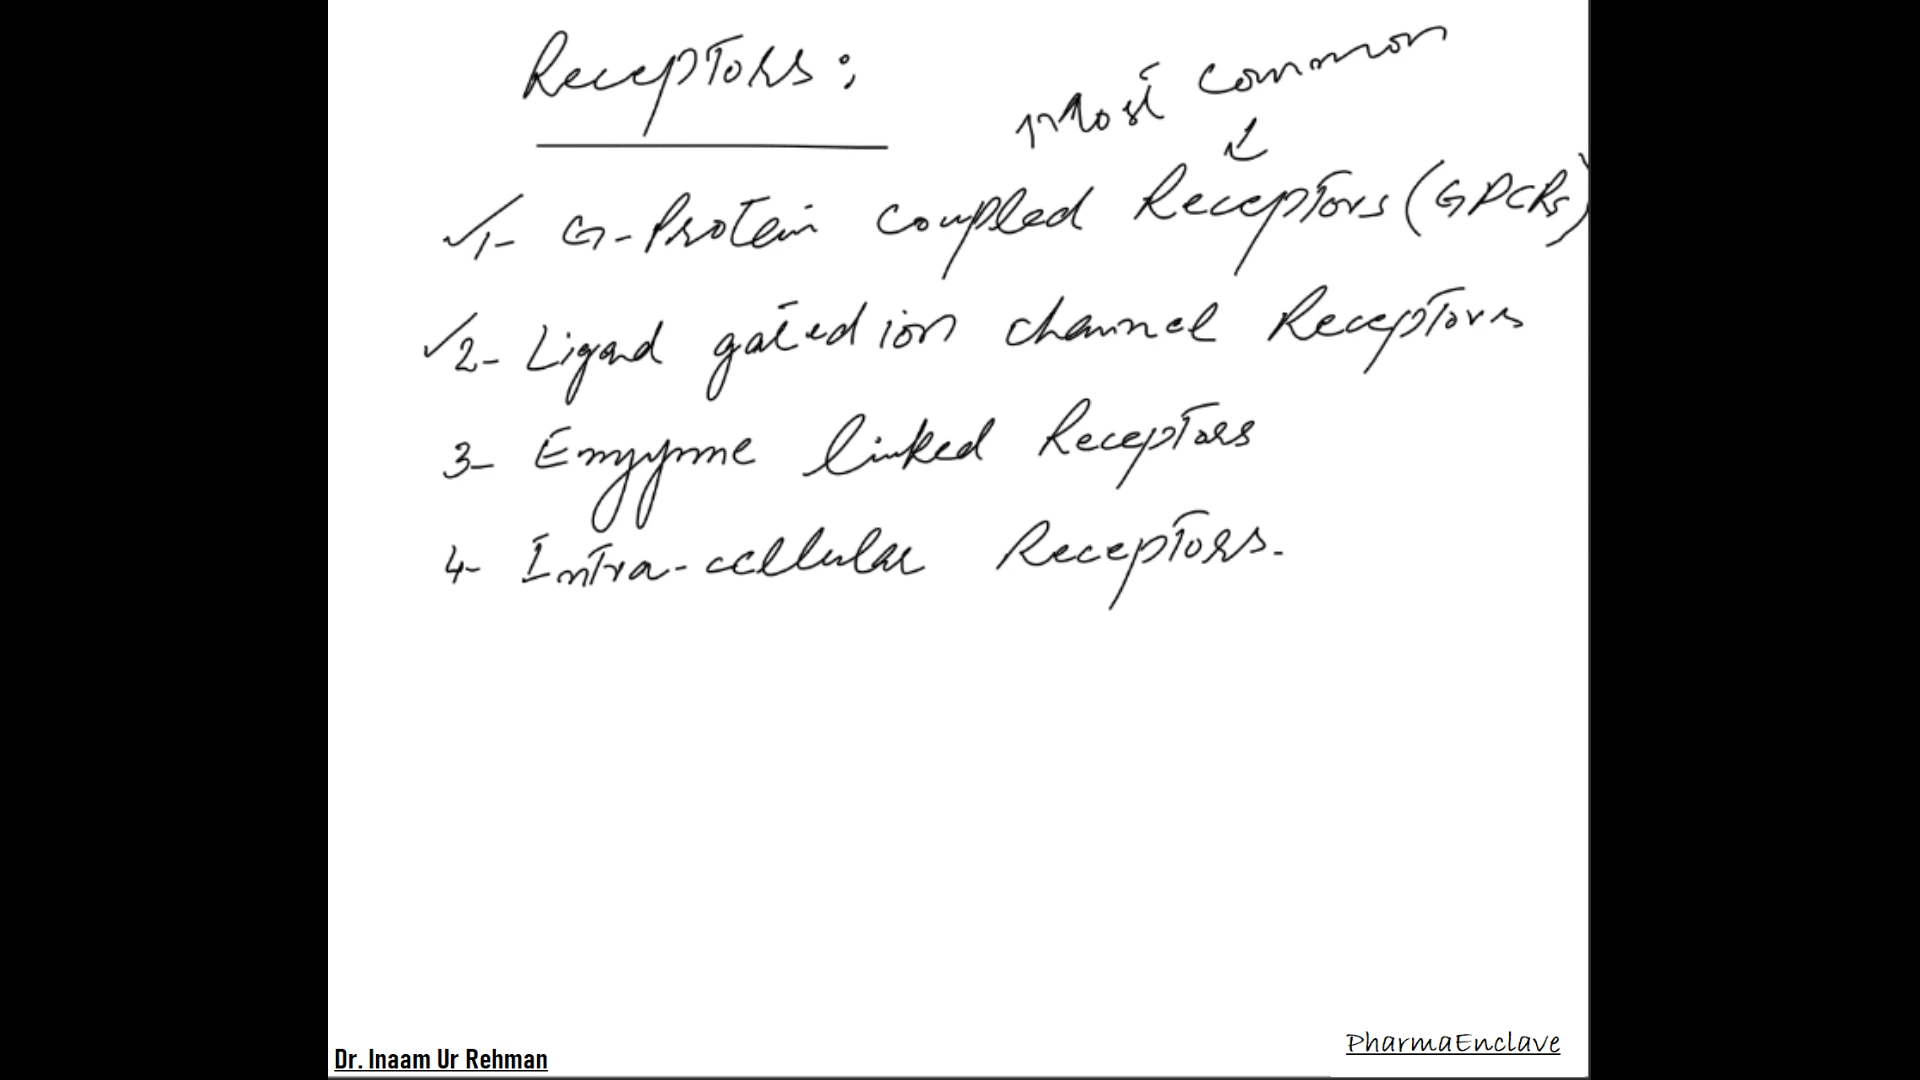 Receptors:
Most common
1- G-Protein coupled Receptors (GPCRs)
2- Ligand gated ion channel Receptors
3- Enzyme linked Receptors
4- Intra-cellular Receptors.
Dr. Inaam Ur Rehman
PharmaEnclave